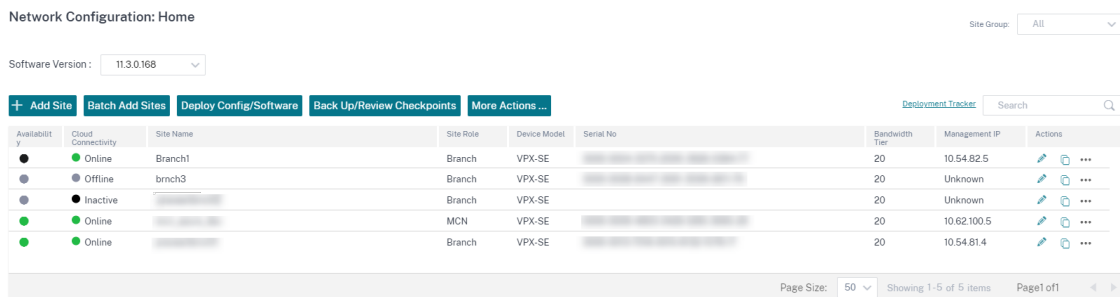 Network Configuration: Home
Site Group: All
Software Version : 11.3.0.168
+ Add Site Batch Add Sites Deploy Config/Software Back Up/Review Checkpoints More Actions ... Deployment Tracker Search
Availability Cloud Connectivity Site Name Site Role Device Model Serial No Bandwidth Tier Management IP Actions
Online Branch1 Branch VPX-SE 20 10.54.82.5
Offline brnch3 Branch VPX-SE 20 Unknown
Inactive Branch VPX-SE 20 Unknown
Online MCN VPX-SE 20 10.62.100.5
Online Branch VPX-SE 20 10.54.81.4
Page Size: 50 Showing 1-5 of 5 items Page1 of1